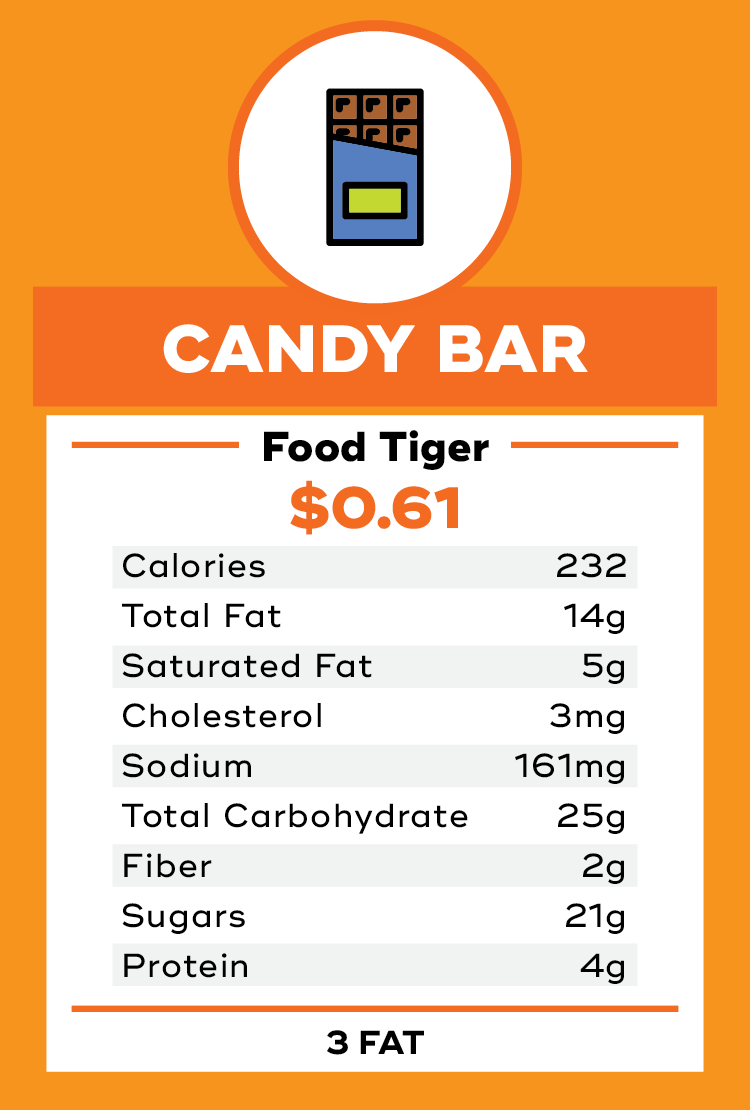 CANDY BAR
Food Tiger
$0.61
Calories 232
Total Fat 14g
Saturated Fat 5g
Cholesterol 3mg
Sodium 161mg
Total Carbohydrate 25g
Fiber 2g
Sugars 21g
Protein 4g
3 FAT